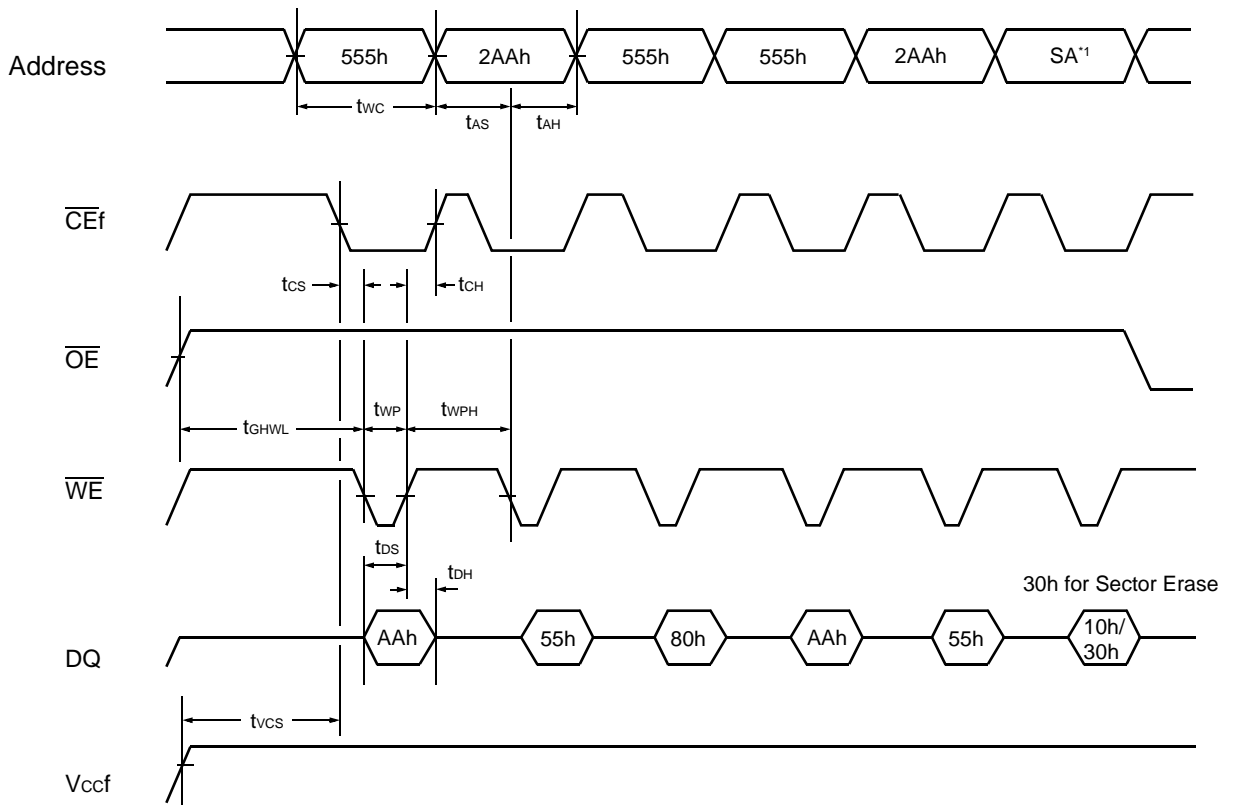 Address 555h 2AAh 555h 555h 2AAh SA*1
tWC tAS tAH
CEf
tCS tCH
OE
tGHWL tWP tWPH
WE
tDS
tDH
30h for Sector Erase
DQ AAh 55h 80h AAh 55h 10h/
30h
tVCS
VCCf